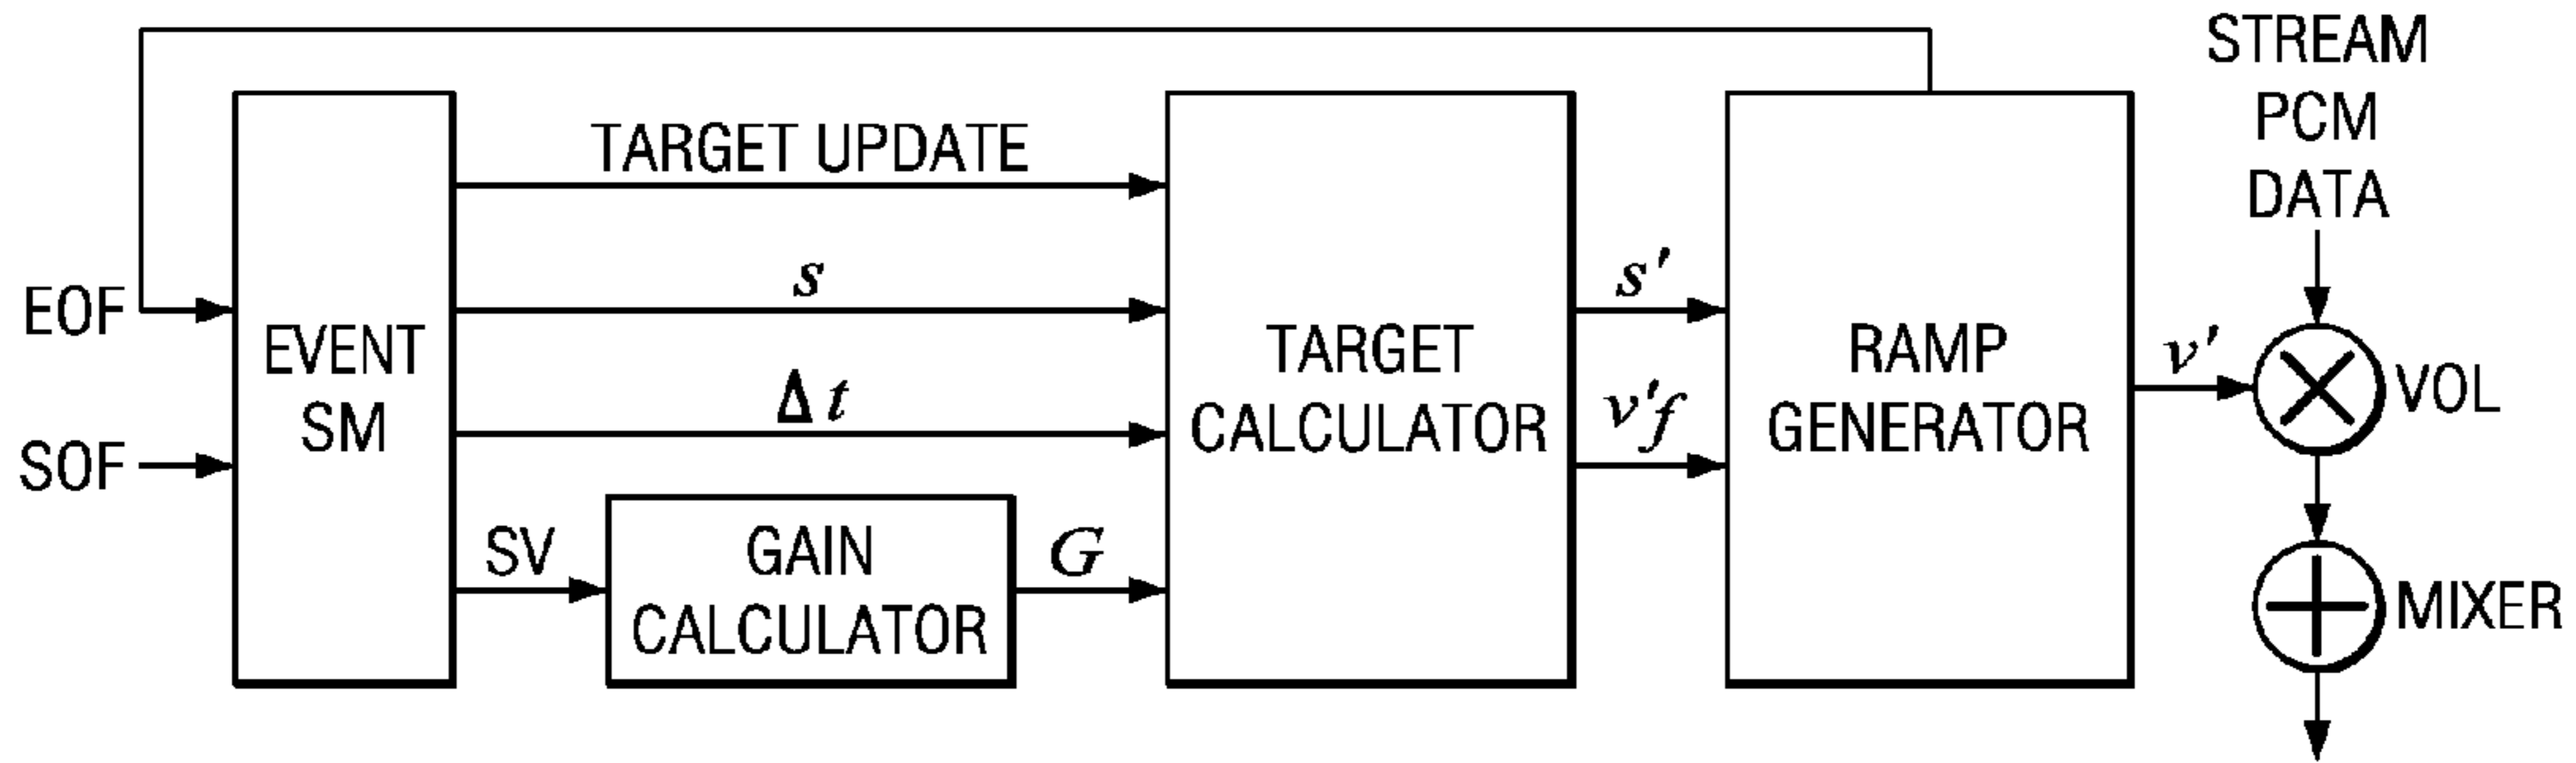 STREAM
PCM
DATA
TARGET UPDATE
s
s'
EOF
EVENT
SM
TARGET
CALCULATOR
RAMP
GENERATOR
v'
VOL
Δt
v'f
SOF
SV
GAIN
CALCULATOR
G
MIXER